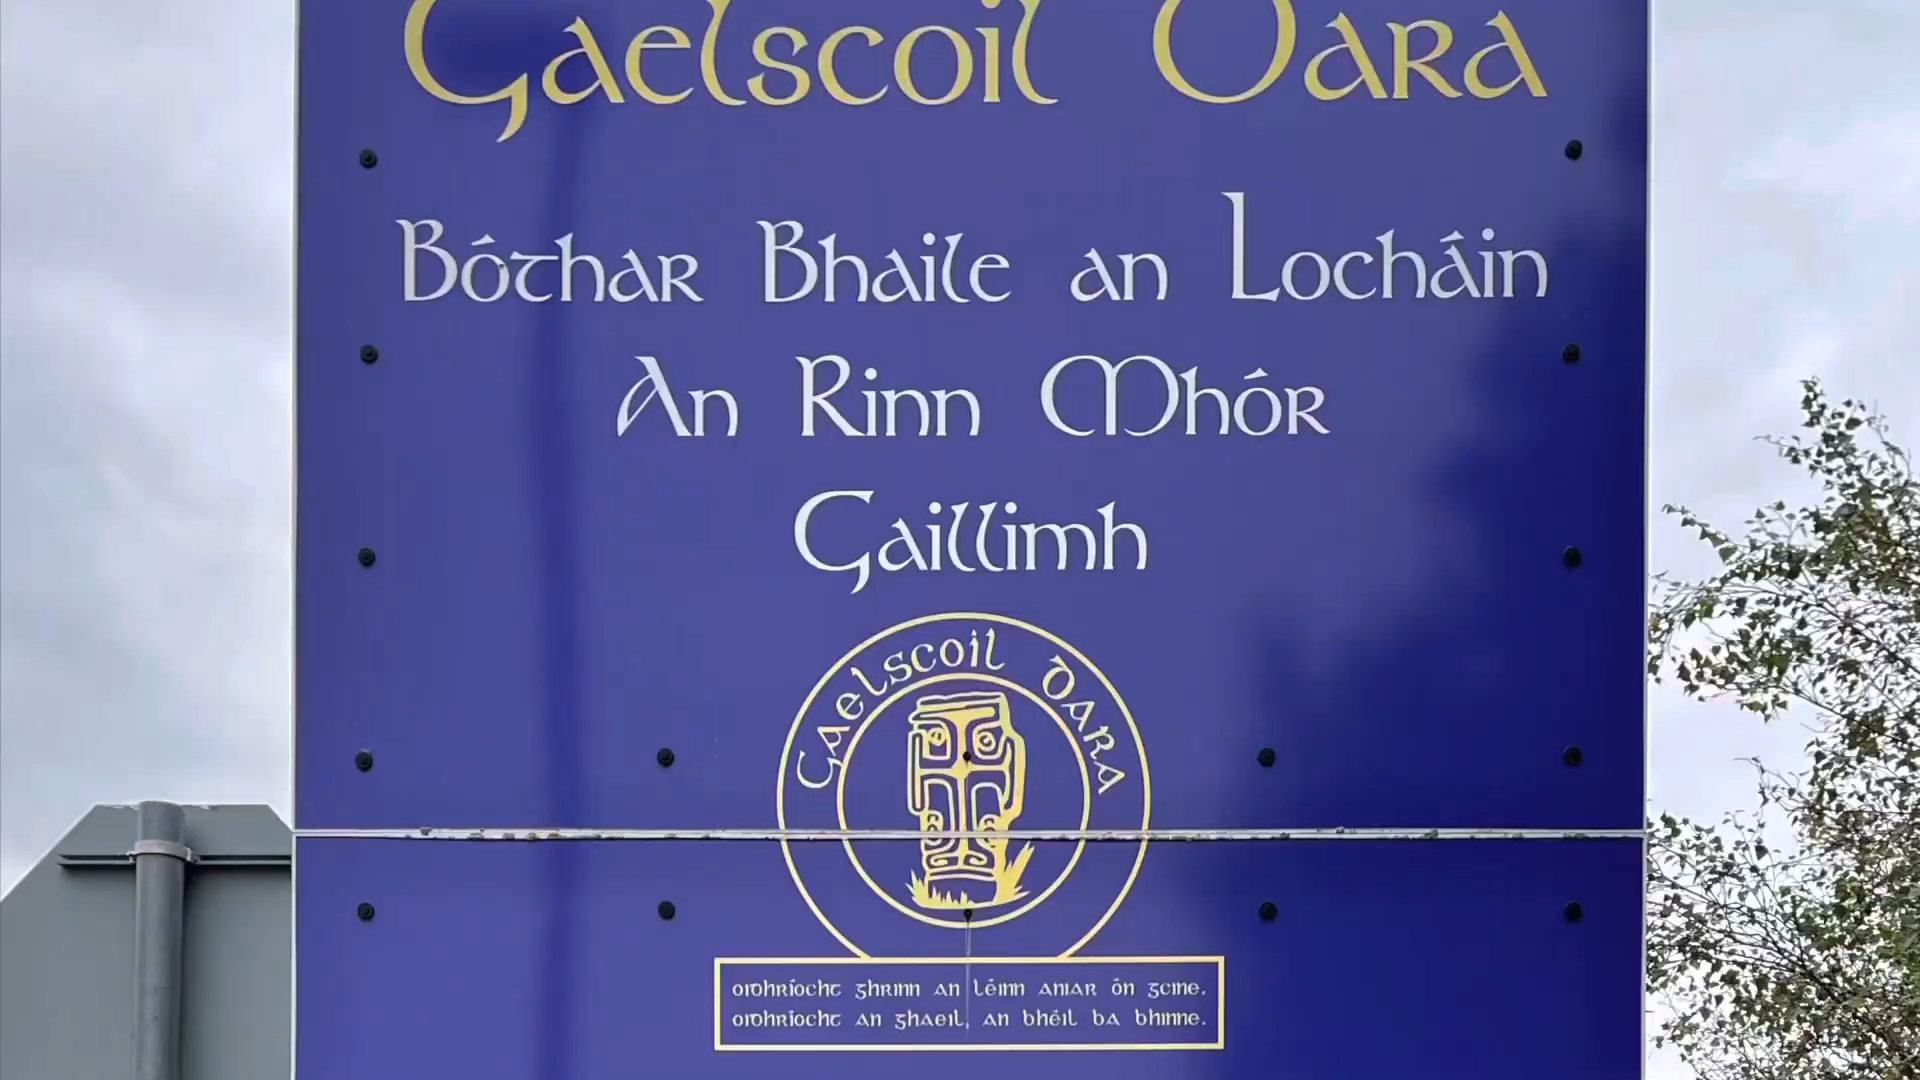 Gaelscoil Dara
Bóthar Bhaile an Locháin
An Rinn Mhór
Gaillimh
Gaelscoil Dara
oidhríocht ghrinn an léinn aniar ón gcine.
oidhríocht an ghaeil, an bhéil ba bhinne.